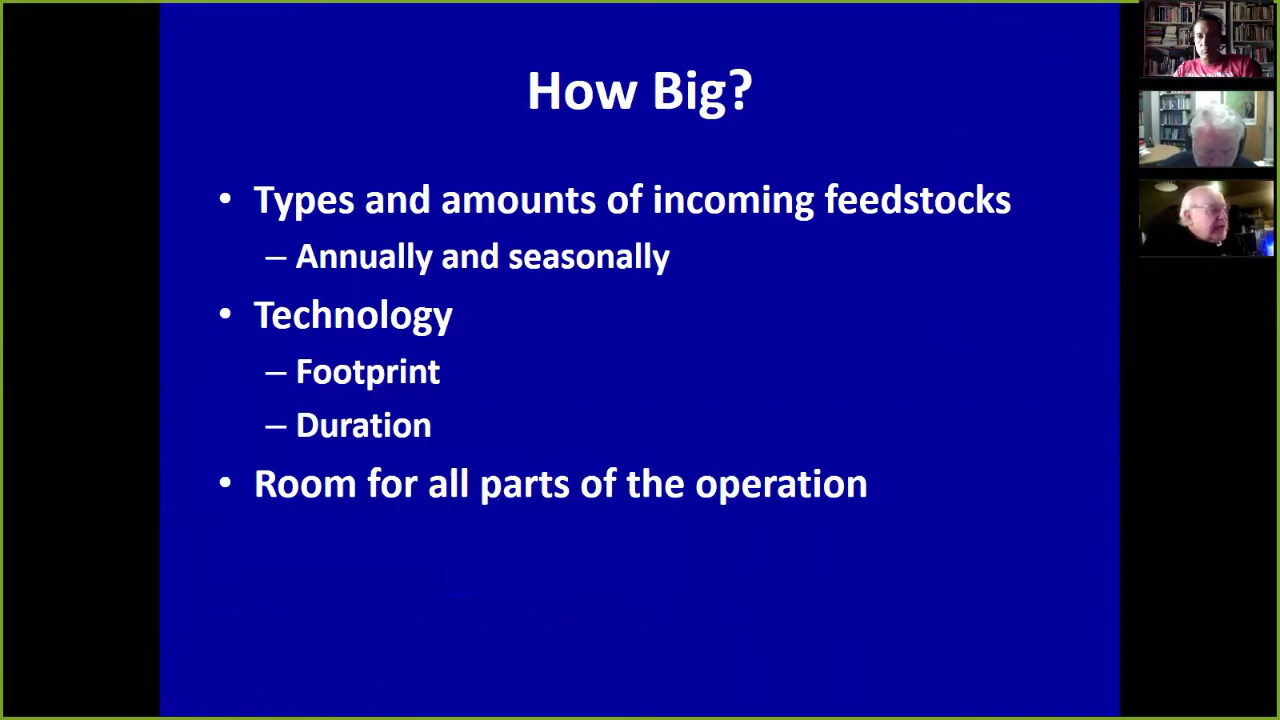 How Big?
• Types and amounts of incoming feedstocks
– Annually and seasonally
• Technology
– Footprint
– Duration
• Room for all parts of the operation